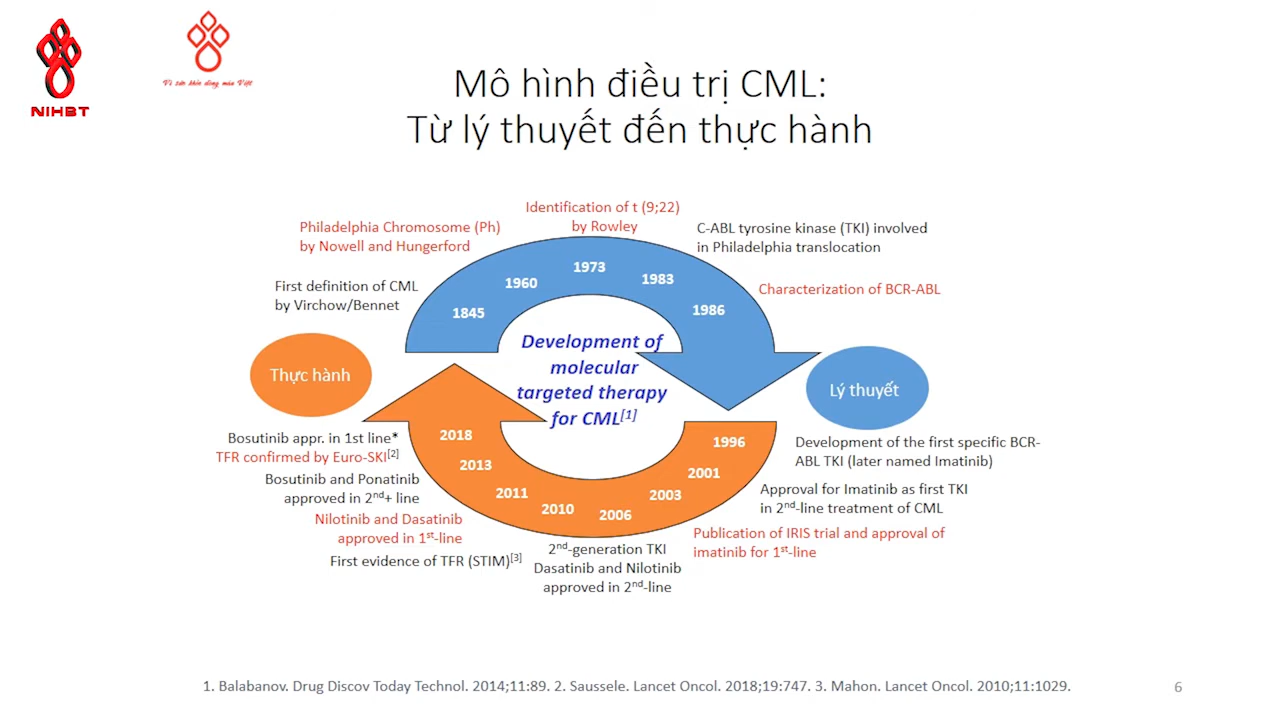 NIHBT
Vì sức khỏe dòng máu Việt
Mô hình điều trị CML:
Từ lý thuyết đến thực hành
Identification of t (9;22)
by Rowley
Philadelphia Chromosome (Ph)
by Nowell and Hungerford
C-ABL tyrosine kinase (TKI) involved
in Philadelphia translocation
First definition of CML
by Virchow/Bennet
Characterization of BCR-ABL
1845
1960
1973
1983
1986
Development of
molecular
targeted therapy
for CML[1]
Thực hành
Lý thuyết
2018
2013
2011
2010
2006
2003
2001
1996
Bosutinib appr. in 1st line*
TFR confirmed by Euro-SKI[2]
Bosutinib and Ponatinib
approved in 2nd+ line
Nilotinib and Dasatinib
approved in 1st-line
First evidence of TFR (STIM)[3]
2nd-generation TKI
Dasatinib and Nilotinib
approved in 2nd-line
Development of the first specific BCR-
ABL TKI (later named Imatinib)
Approval for Imatinib as first TKI
in 2nd-line treatment of CML
Publication of IRIS trial and approval of
imatinib for 1st-line
1. Balabanov. Drug Discov Today Technol. 2014;11:89. 2. Saussele. Lancet Oncol. 2018;19:747. 3. Mahon. Lancet Oncol. 2010;11:1029.
6